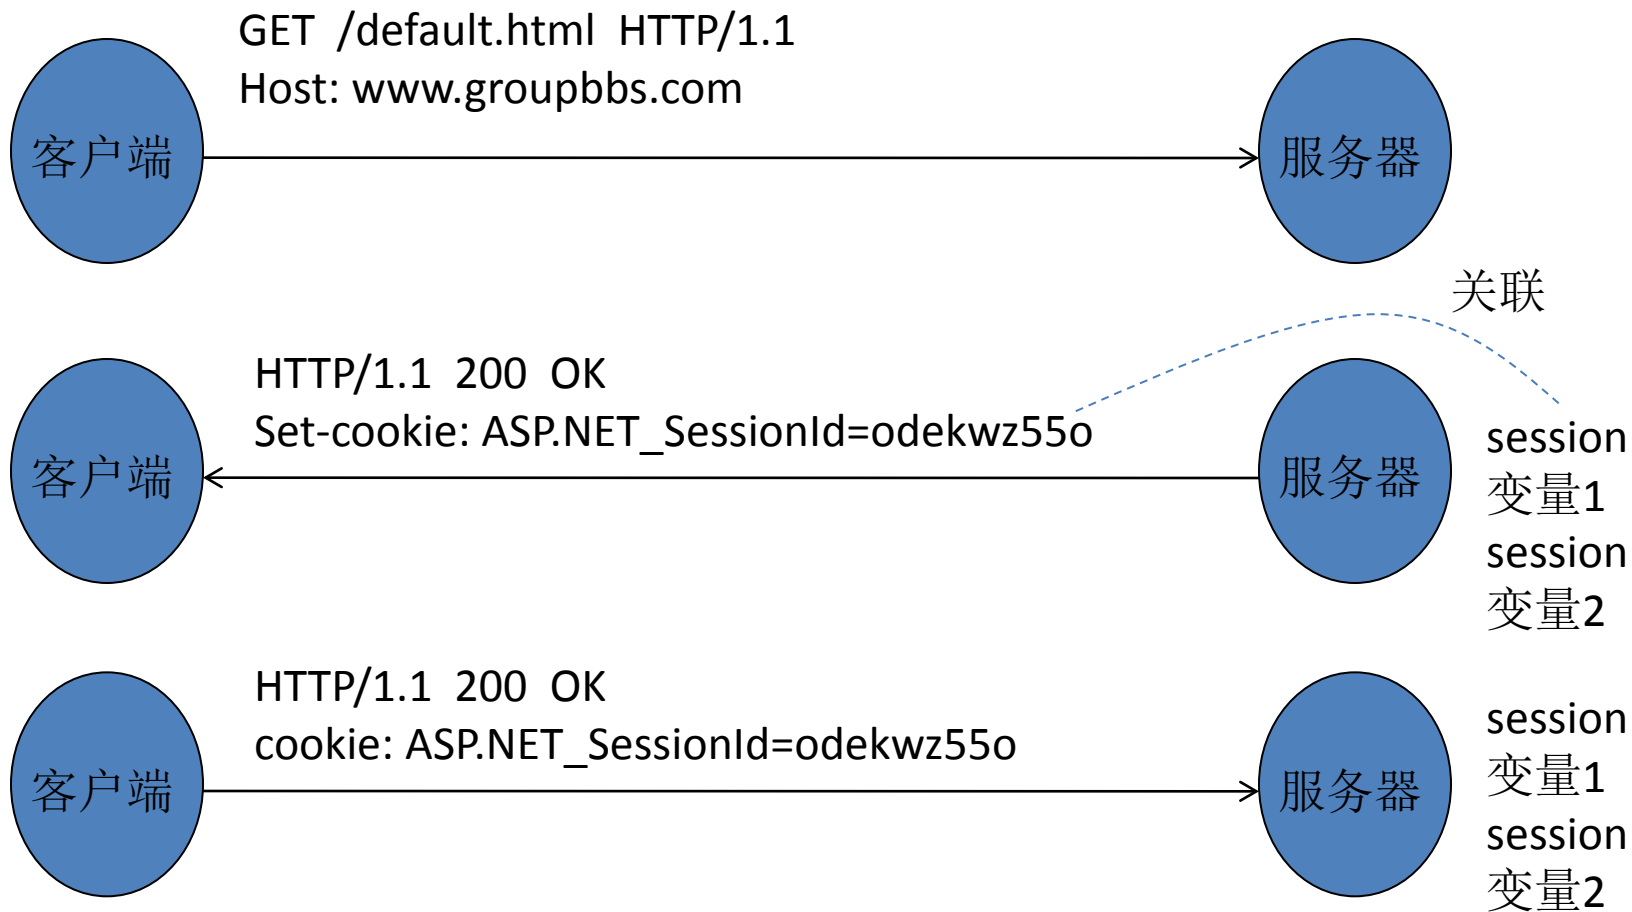 GET /default.html HTTP/1.1
Host: www.groupbbs.com
客户端
服务器
关联
HTTP/1.1 200 OK
Set-cookie: ASP.NET_SessionId=odekwz55o
客户端
服务器
session
变量1
session
变量2
HTTP/1.1 200 OK
cookie: ASP.NET_SessionId=odekwz55o
客户端
服务器
session
变量1
session
变量2